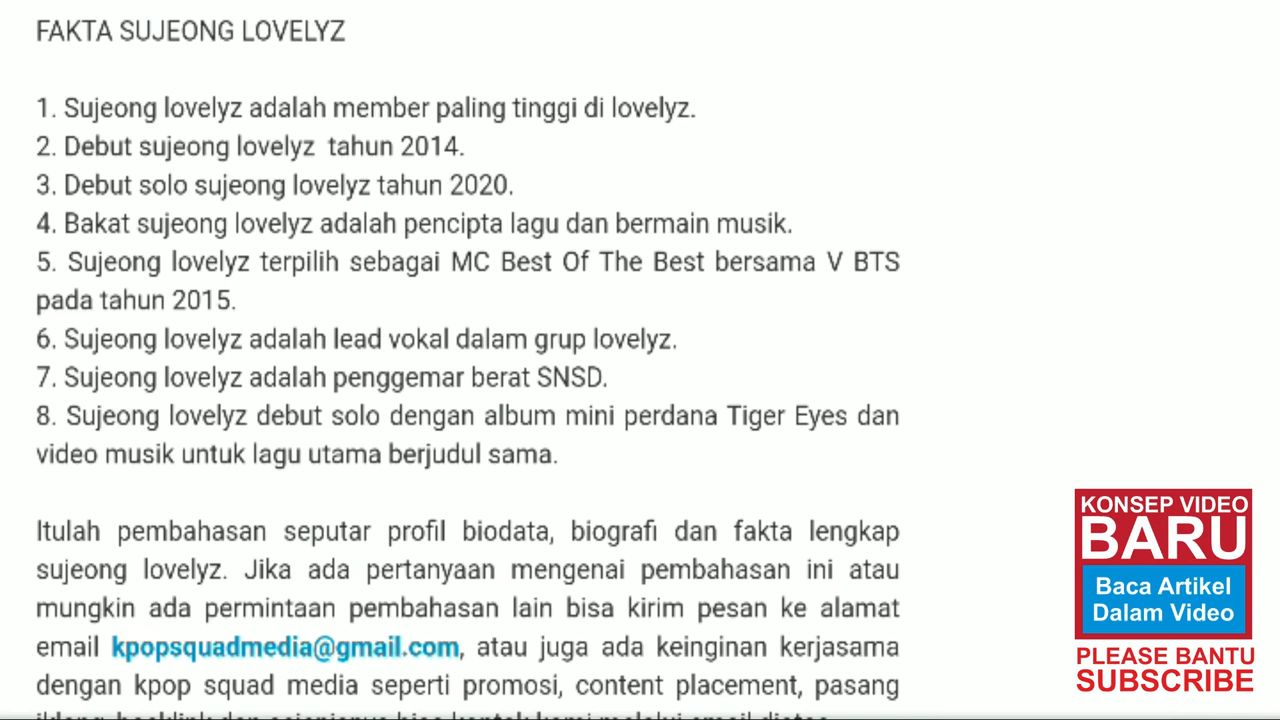 FAKTA SUJEONG LOVELYZ
1. Sujeong lovelyz adalah member paling tinggi di lovelyz.
2. Debut sujeong lovelyz  tahun 2014.
3. Debut solo sujeong lovelyz tahun 2020.
4. Bakat sujeong lovelyz adalah pencipta lagu dan bermain musik.
5. Sujeong lovelyz terpilih sebagai MC Best Of The Best bersama V BTS
pada tahun 2015.
6. Sujeong lovelyz adalah lead vokal dalam grup lovelyz.
7. Sujeong lovelyz adalah penggemar berat SNSD.
8. Sujeong lovelyz debut solo dengan album mini perdana Tiger Eyes dan
video musik untuk lagu utama berjudul sama.
Itulah pembahasan seputar profil biodata, biografi dan fakta lengkap
sujeong lovelyz. Jika ada pertanyaan mengenai pembahasan ini atau
mungkin ada permintaan pembahasan lain bisa kirim pesan ke alamat
email kpopsquadmedia@gmail.com, atau juga ada keinginan kerjasama
dengan kpop squad media seperti promosi, content placement, pasang
KONSEP VIDEO
BARU
Baca Artikel
Dalam Video
PLEASE BANTU
SUBSCRIBE